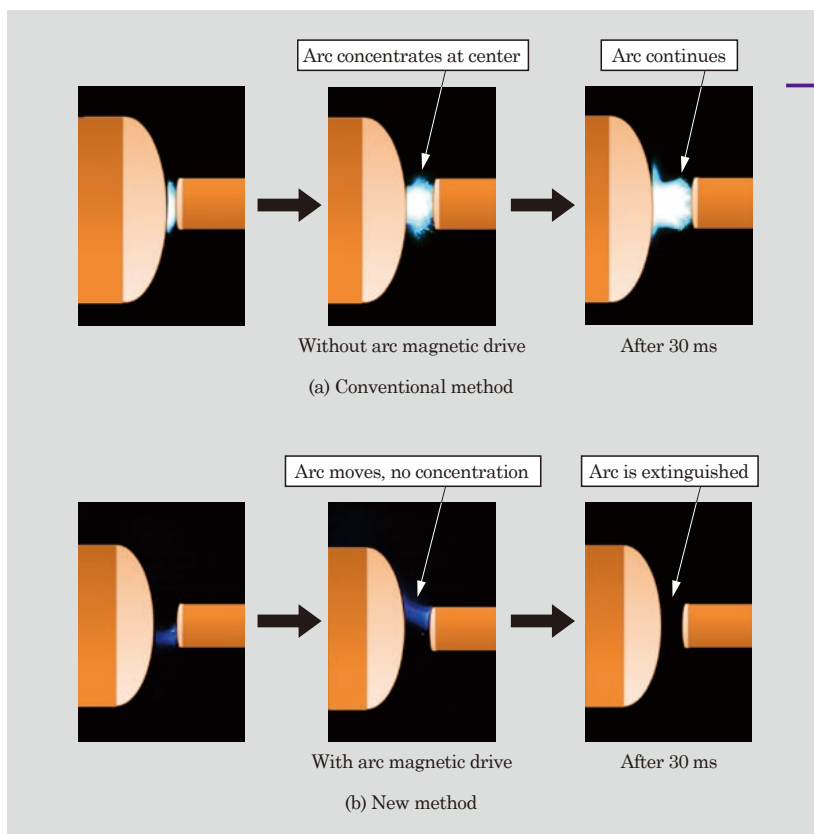 Arc concentrates at center
Arc continues
Without arc magnetic drive
After 30 ms
(a) Conventional method
Arc moves, no concentration
Arc is extinguished
With arc magnetic drive
After 30 ms
(b) New method